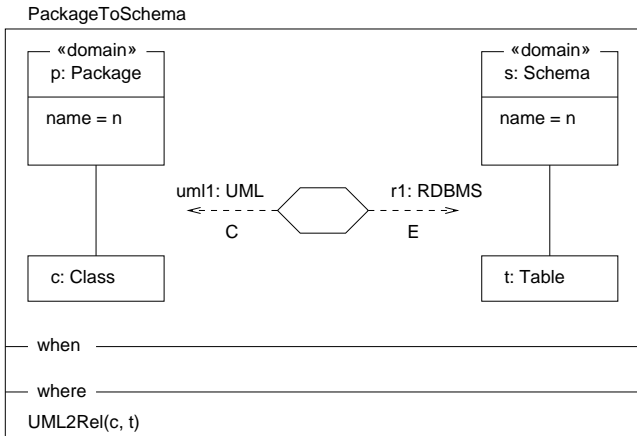 PackageToSchema
«domain»
p: Package
name = n
«domain»
s: Schema
name = n
uml1: UML
r1: RDBMS
C
E
c: Class
t: Table
when
where
UML2Rel(c, t)